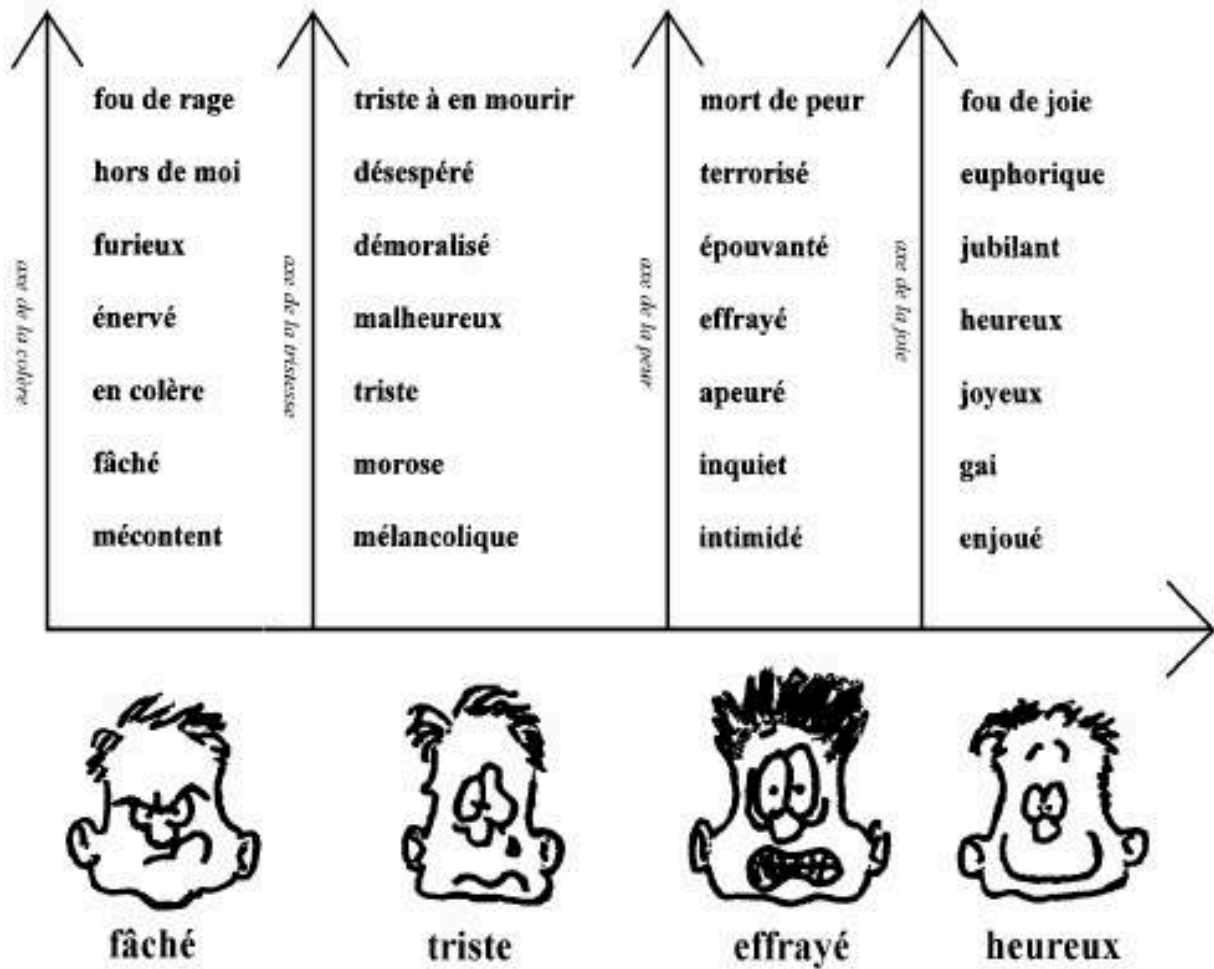 axe de la colère
fou de rage
hors de moi
furieux
énervé
en colère
fâché
mécontent
axe de la tristesse
triste à en mourir
désespéré
démoralisé
malheureux
triste
morose
mélancolique
axe de la peur
mort de peur
terrorisé
épouvanté
effrayé
apeuré
inquiet
intimidé
axe de la joie
fou de joie
euphorique
jubilant
heureux
joyeux
gai
enjoué
fâché
triste
effrayé
heureux